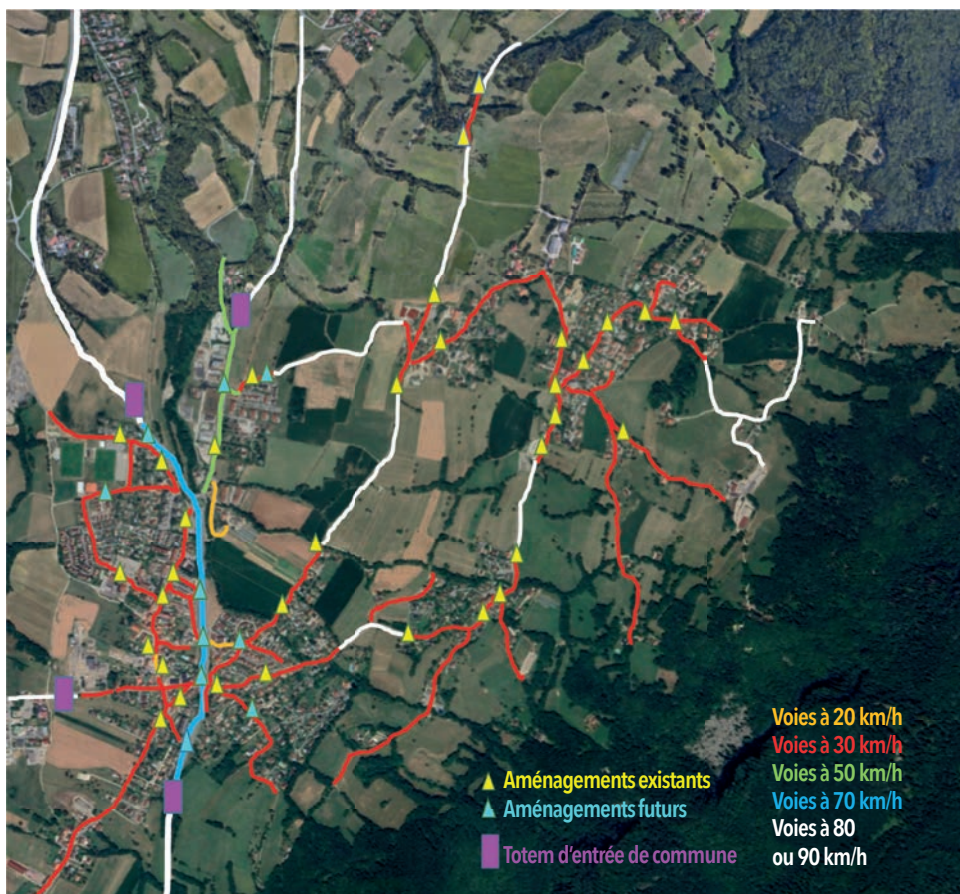 Aménagements existants
Aménagements futurs
Totem d'entrée de commune
Voies à 20 km/h
Voies à 30 km/h
Voies à 50 km/h
Voies à 70 km/h
Voies à 80
ou 90 km/h